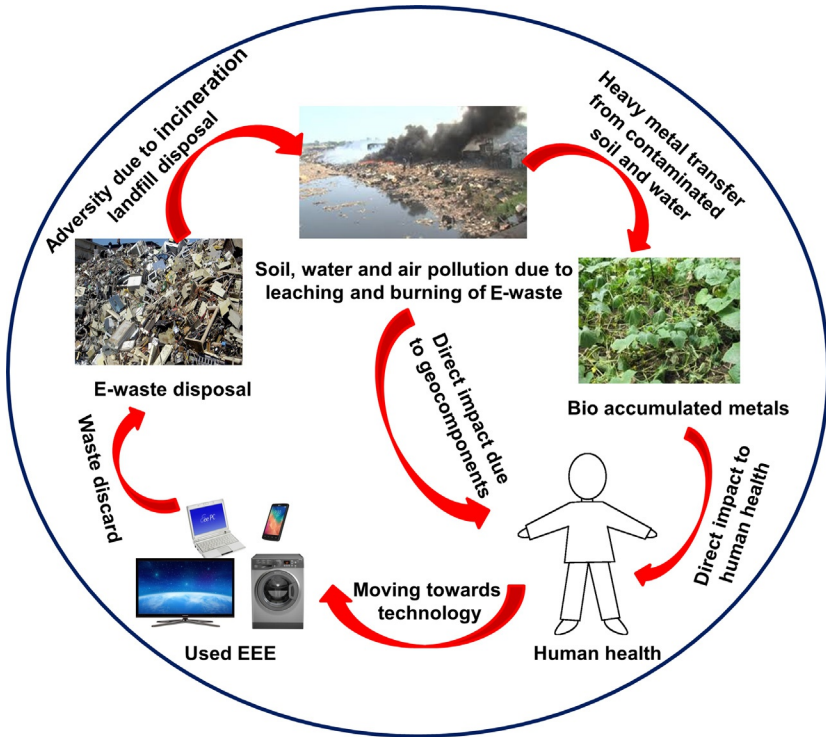 Adversity due to incineration
landfill disposal
Heavy metal transfer
from contaminated
soil and water
Soil, water and air pollution due to
leaching and burning of E-waste
E-waste disposal
Direct impact due
to geocomponents
Bio accumulated metals
Waste discard
Direct impact to
human health
Moving towards
technology
Used EEE
Human health